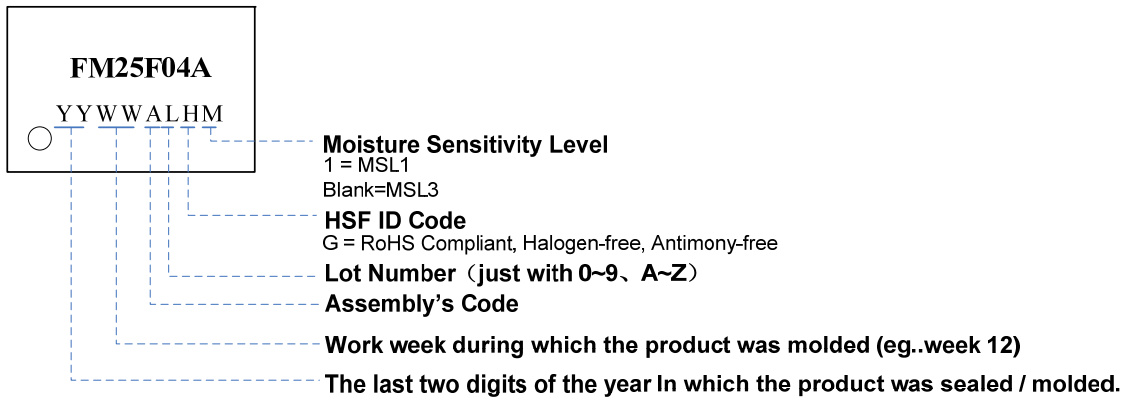 FM25F04A
YYWWALHM
Moisture Sensitivity Level
1 = MSL1
Blank=MSL3
HSF ID Code
G = RoHS Compliant, Halogen-free, Antimony-free
Lot Number（just with 0~9、A~Z）
Assembly’s Code
Work week during which the product was molded (eg..week 12)
The last two digits of the year In which the product was sealed / molded.